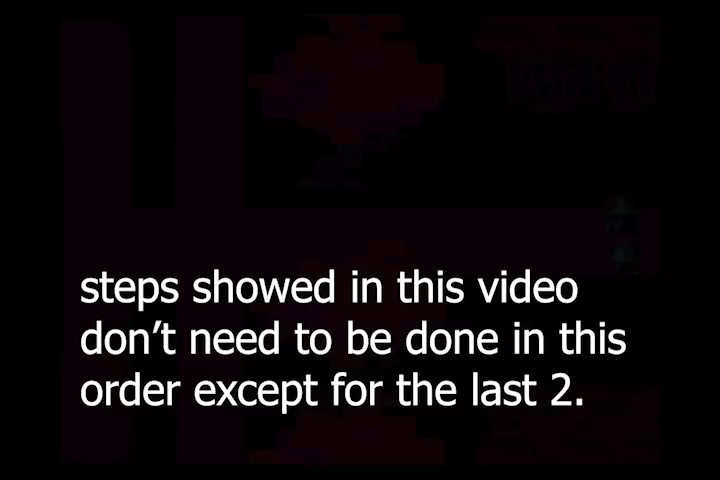 steps showed in this video
don’t need to be done in this
order except for the last 2.